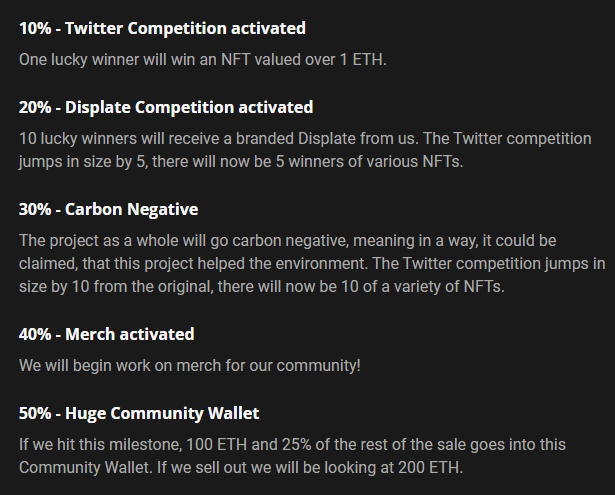 10% - Twitter Competition activated
One lucky winner will win an NFT valued over 1 ETH.
20% - Displate Competition activated
10 lucky winners will receive a branded Displate from us. The Twitter competition
jumps in size by 5, there will now be 5 winners of various NFTs.
30% - Carbon Negative
The project as a whole will go carbon negative, meaning in a way, it could be
claimed, that this project helped the environment. The Twitter competition jumps in
size by 10 from the original, there will now be 10 of a variety of NFTs.
40% - Merch activated
We will begin work on merch for our community!
50% - Huge Community Wallet
If we hit this milestone, 100 ETH and 25% of the rest of the sale goes into this
Community Wallet. If we sell out we will be looking at 200 ETH.